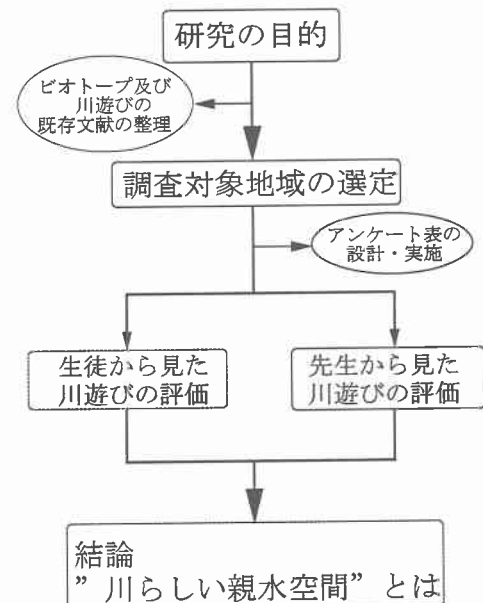 研究の目的
ビオトープ及び
川遊びの
既存文献の整理
調査対象地域の選定
アンケート表の
設計・実施
生徒から見た
川遊びの評価
先生から見た
川遊びの評価
結論
”川らしい親水空間”とは